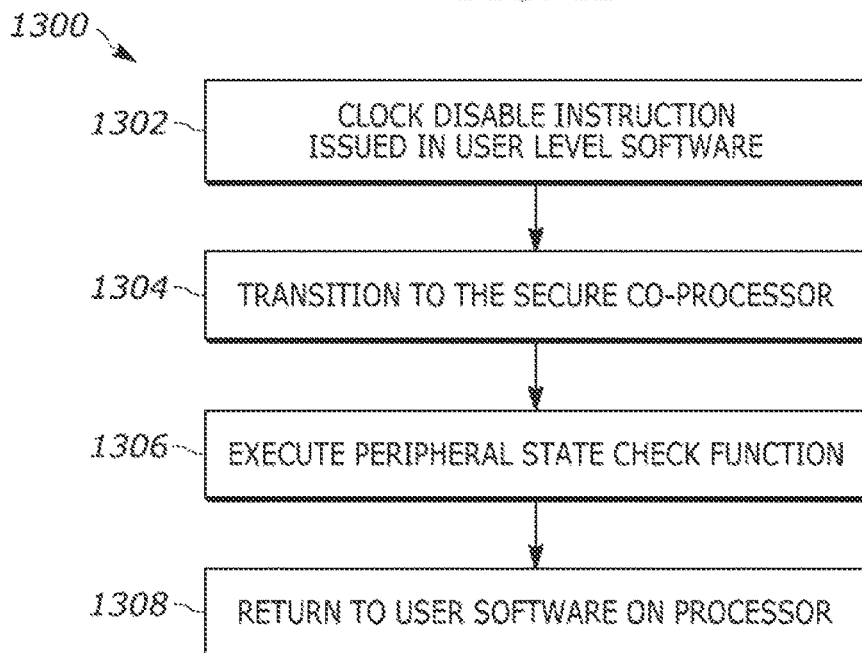 1300
1302
CLOCK DISABLE INSTRUCTION
ISSUED IN USER LEVEL SOFTWARE
1304
TRANSITION TO THE SECURE CO-PROCESSOR
1306
EXECUTE PERIPHERAL STATE CHECK FUNCTION
1308
RETURN TO USER SOFTWARE ON PROCESSOR